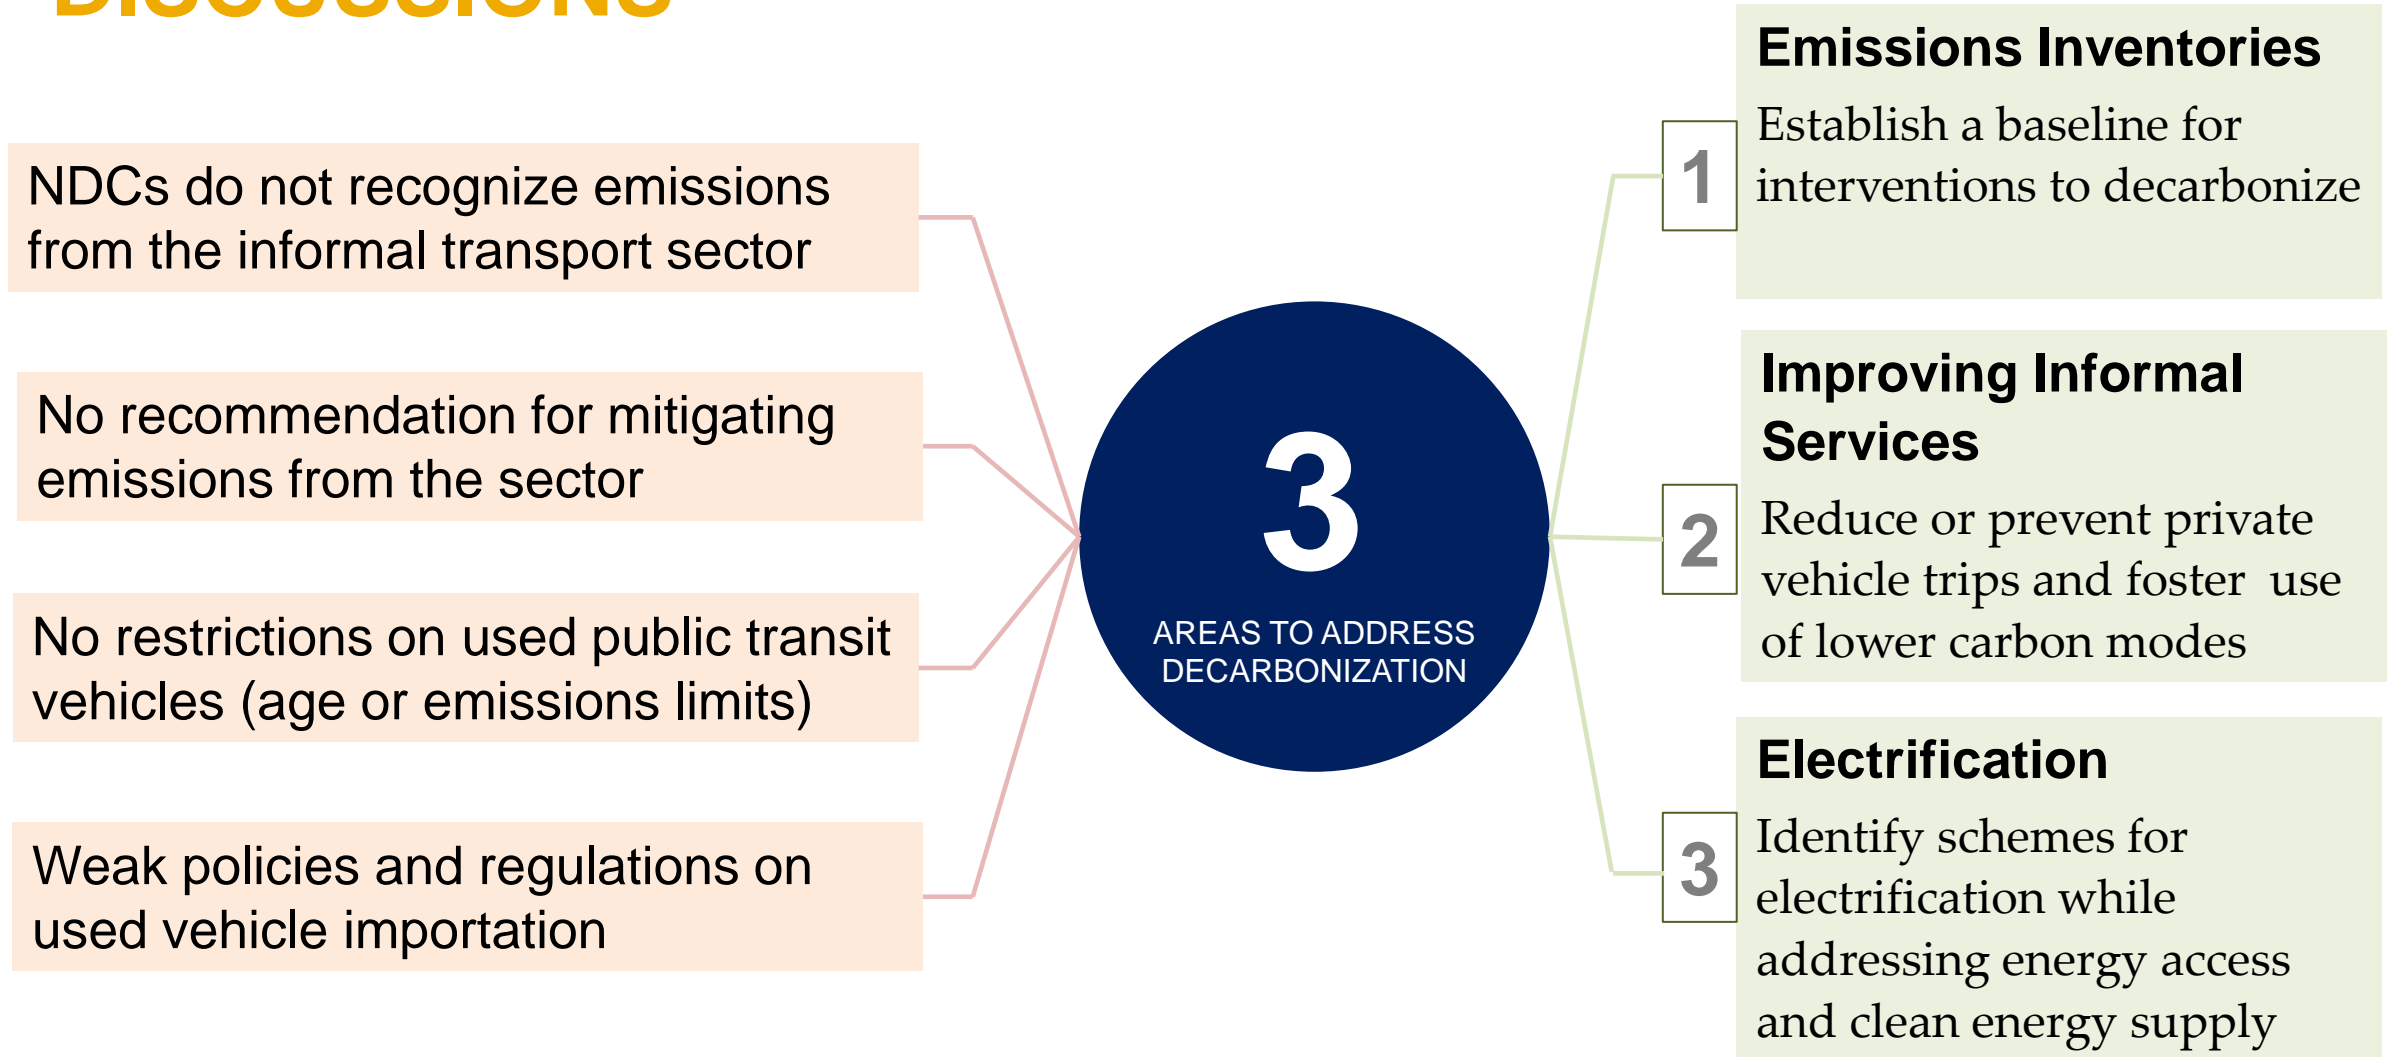 DISCUSSIONS
NDCs do not recognize emissions
from the informal transport sector
No recommendation for mitigating
emissions from the sector
No restrictions on used public transit
vehicles (age or emissions limits)
Weak policies and regulations on
used vehicle importation
3
AREAS TO ADDRESS
DECARBONIZATION
1
Emissions Inventories
Establish a baseline for
interventions to decarbonize
2
Improving Informal
Services
Reduce or prevent private
vehicle trips and foster  use
of lower carbon modes
3
Electrification
Identify schemes for
electrification while
addressing energy access
and clean energy supply